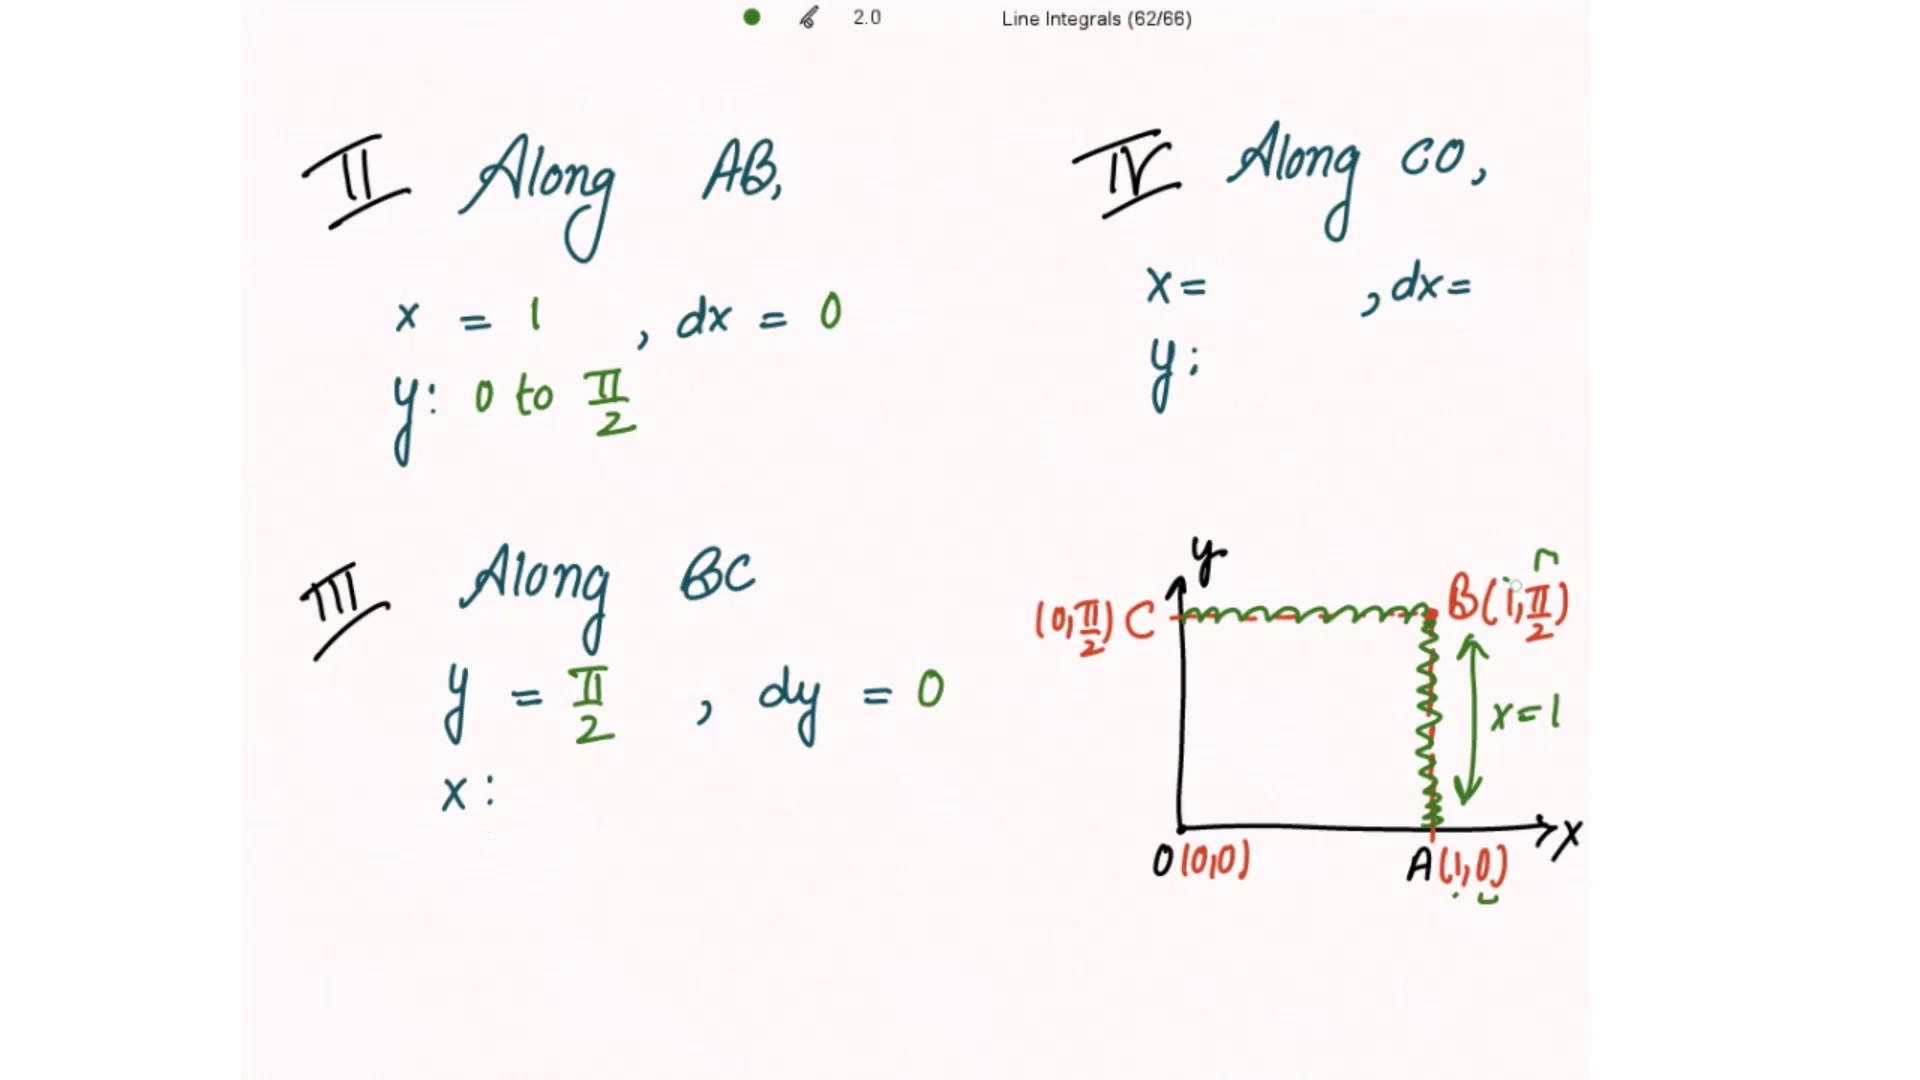 2.0 Line Integrals (62/66)
II Along AB,
x = 1 , dx = 0
y: 0 to π/2
III Along BC
y = π/2 , dy = 0
x:
IV Along CO,
x= , dx=
y:
y
(0,π/2) C
B(1,π/2)
x=1
x
O(0,0)
A(1,0)